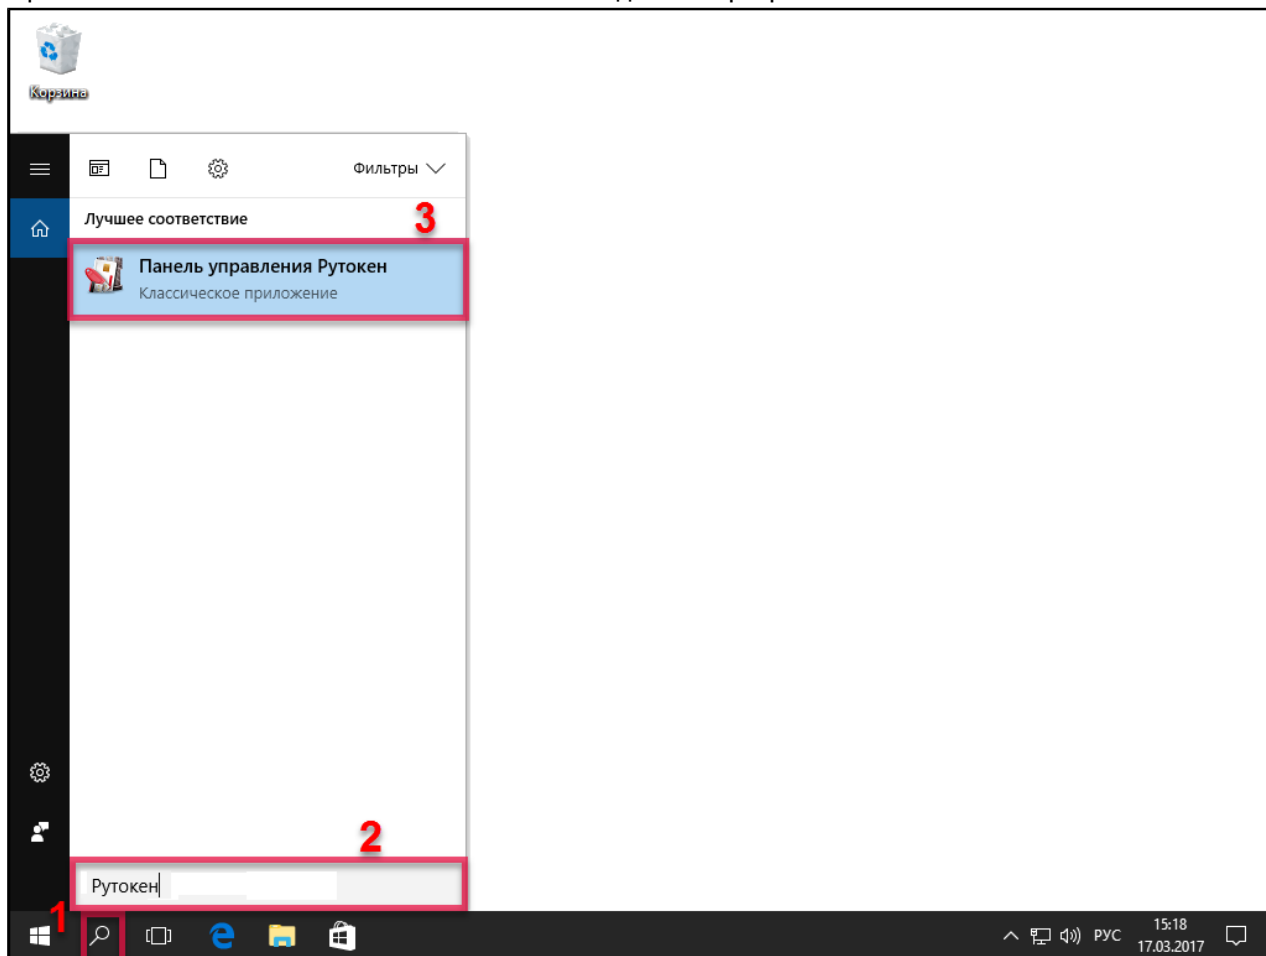 Корзина
Фильтры
Лучшее соответствие
3
Панель управления Рутокен
Классическое приложение
2
Рутокен
1
РУС
15:18
17.03.2017